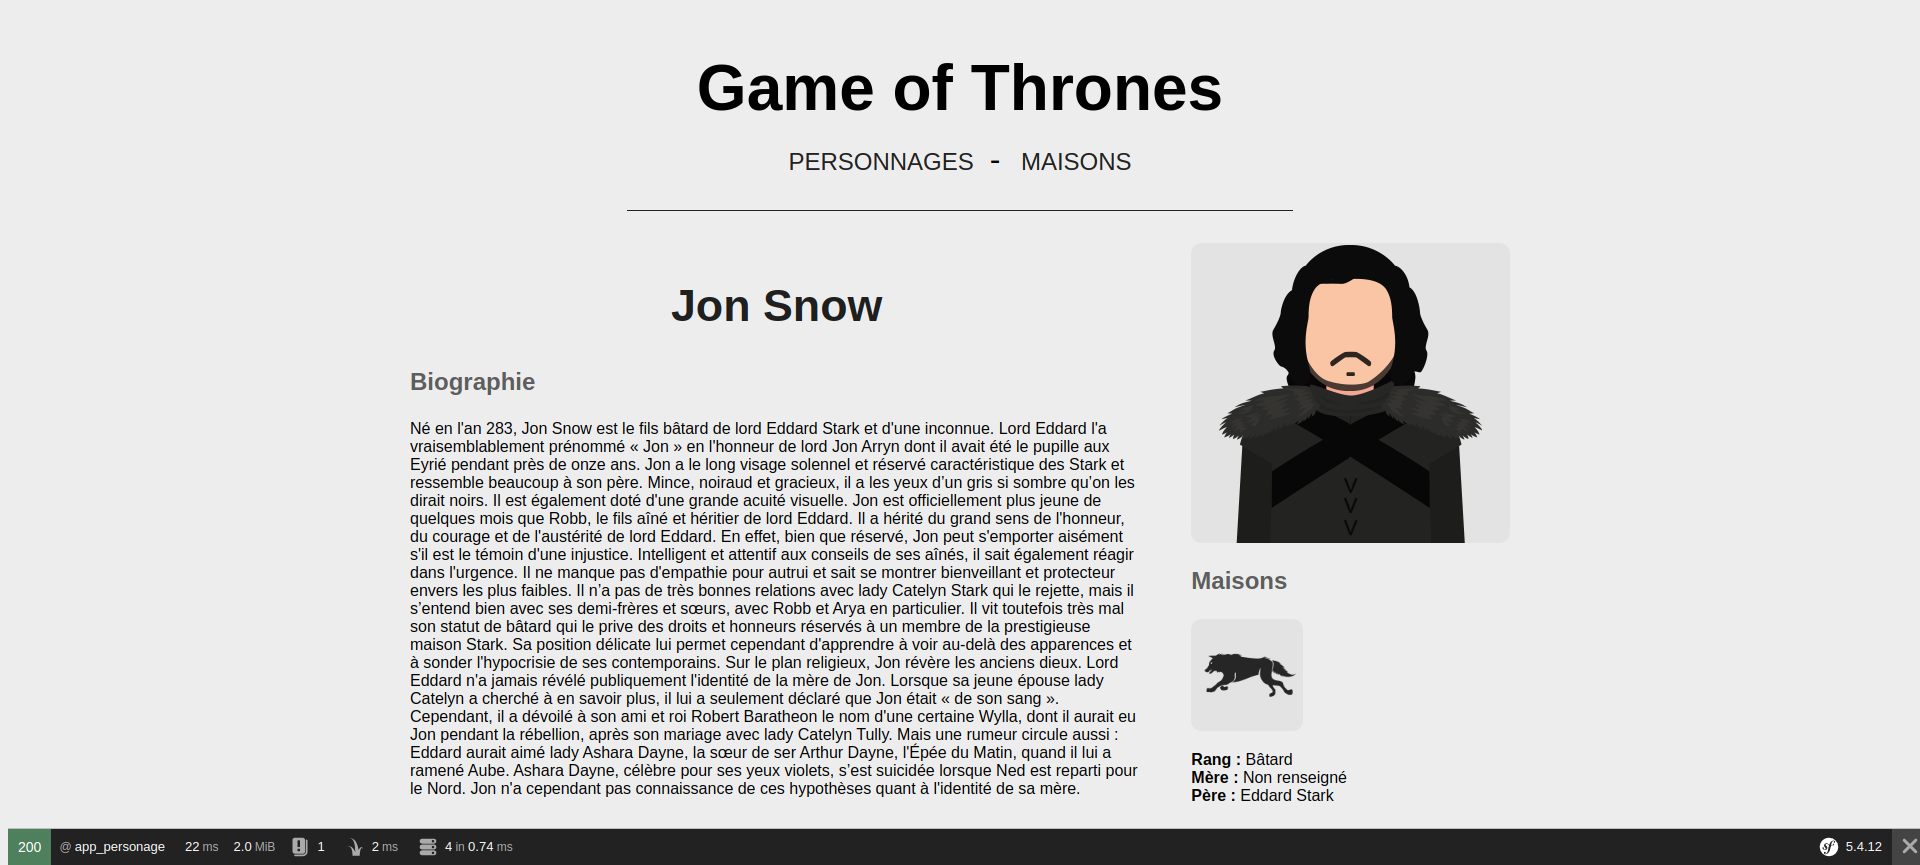 Game of Thrones
PERSONNAGES - MAISONS
Jon Snow
Biographie
Né en l'an 283, Jon Snow est le fils bâtard de lord Eddard Stark et d'une inconnue. Lord Eddard l'a
vraisemblablement prénommé « Jon » en l'honneur de lord Jon Arryn dont il avait été le pupille aux
Eyrié pendant près de onze ans. Jon a le long visage solennel et réservé caractéristique des Stark et
ressemble beaucoup à son père. Mince, noiraud et gracieux, il a les yeux d’un gris si sombre qu’on les
dirait noirs. Il est également doté d'une grande acuité visuelle. Jon est officiellement plus jeune de
quelques mois que Robb, le fils aîné et héritier de lord Eddard. Il a hérité du grand sens de l'honneur,
du courage et de l'austérité de lord Eddard. En effet, bien que réservé, Jon peut s'emporter aisément
s'il est le témoin d'une injustice. Intelligent et attentif aux conseils de ses aînés, il sait également réagir
dans l'urgence. Il ne manque pas d'empathie pour autrui et sait se montrer bienveillant et protecteur
envers les plus faibles. Il n’a pas de très bonnes relations avec lady Catelyn Stark qui le rejette, mais il
s’entend bien avec ses demi-frères et sœurs, avec Robb et Arya en particulier. Il vit toutefois très mal
son statut de bâtard qui le prive des droits et honneurs réservés à un membre de la prestigieuse
maison Stark. Sa position délicate lui permet cependant d'apprendre à voir au-delà des apparences et
à sonder l'hypocrisie de ses contemporains. Sur le plan religieux, Jon révère les anciens dieux. Lord
Eddard n'a jamais révélé publiquement l'identité de la mère de Jon. Lorsque sa jeune épouse lady
Catelyn a cherché à en savoir plus, il lui a seulement déclaré que Jon était « de son sang ».
Cependant, il a dévoilé à son ami et roi Robert Baratheon le nom d'une certaine Wylla, dont il aurait eu
Jon pendant la rébellion, après son mariage avec lady Catelyn Tully. Mais une rumeur circule aussi :
Eddard aurait aimé lady Ashara Dayne, la sœur de ser Arthur Dayne, l'Épée du Matin, quand il lui a
ramené Aube. Ashara Dayne, célèbre pour ses yeux violets, s’est suicidée lorsque Ned est reparti pour
le Nord. Jon n'a cependant pas connaissance de ces hypothèses quant à l'identité de sa mère.
Maisons
Rang : Bâtard
Mère : Non renseigné
Père : Eddard Stark
200 @ app_personage 22 ms 2.0 MiB 1 2 ms 4 in 0.74 ms sf 5.4.12